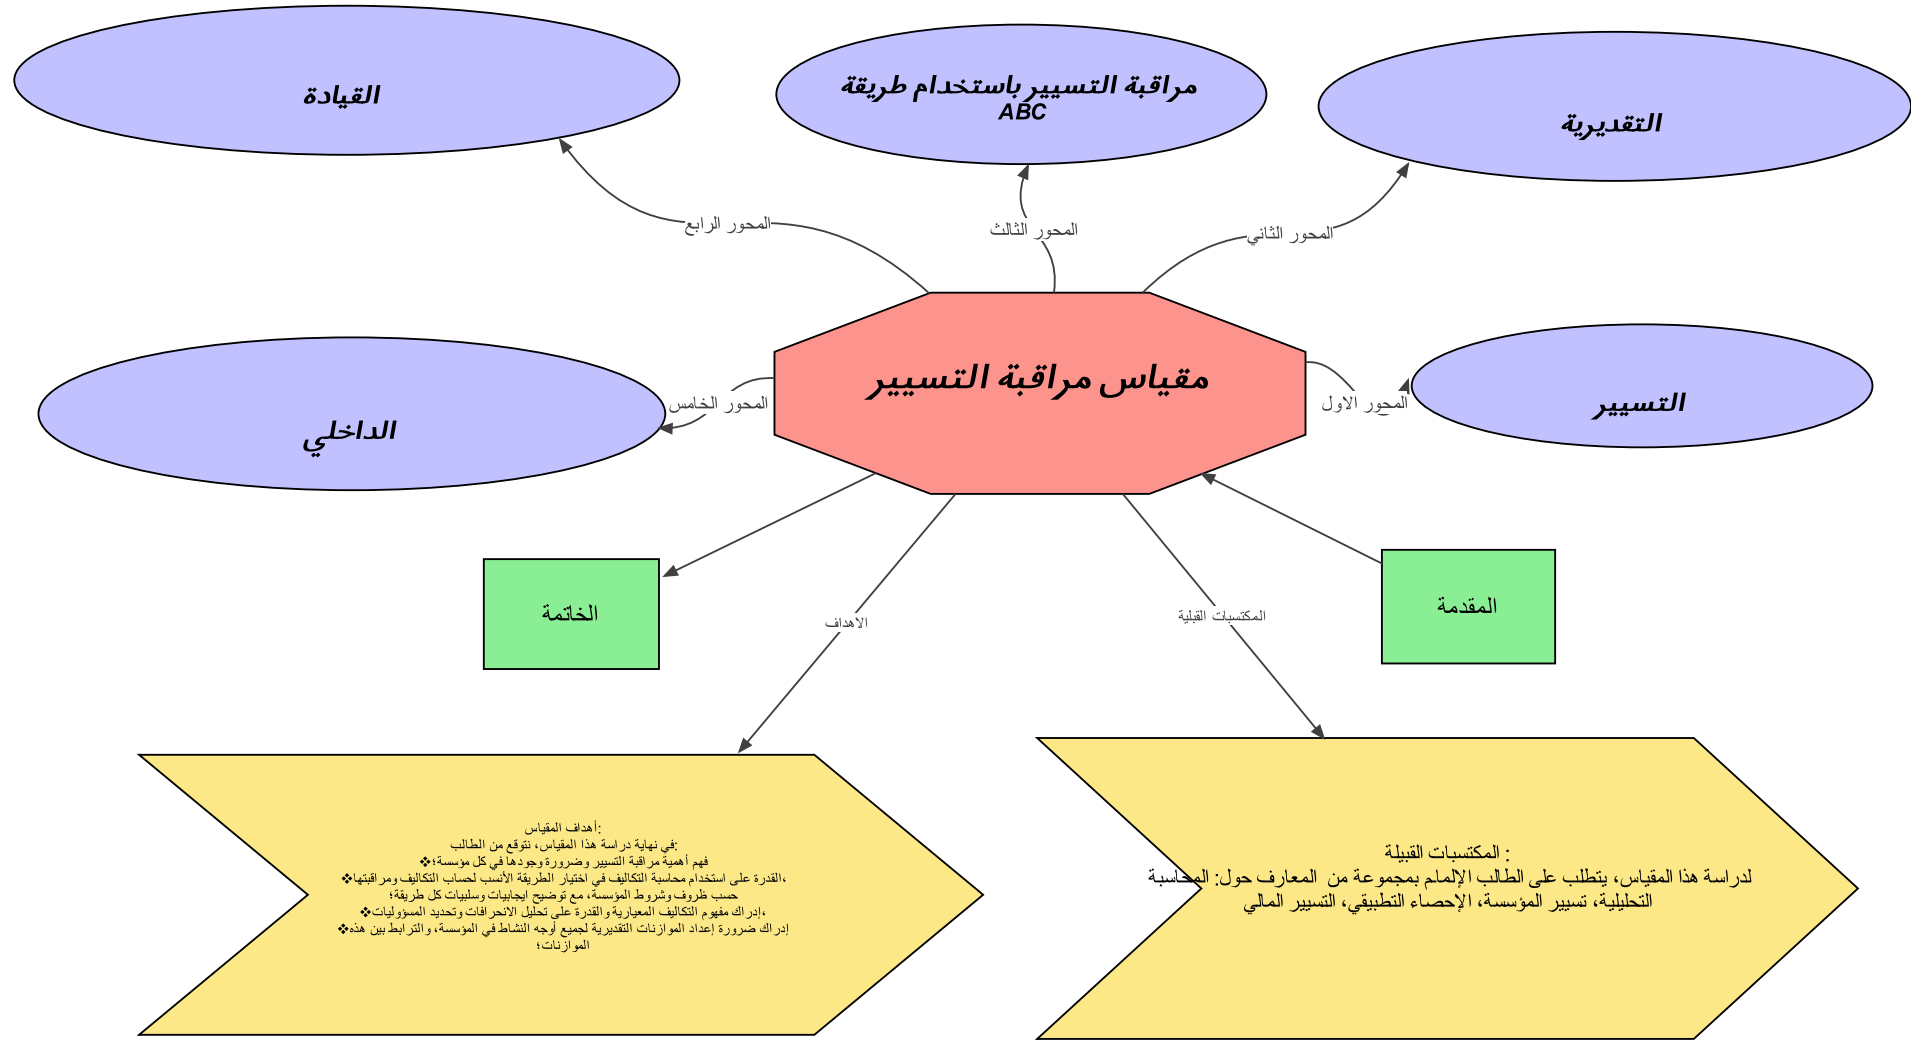 القيادة
مراقبة التسيير باستخدام طريقة
ABC
التقديرية
المحور الرابع
المحور الثالث
المحور الثاني
مقياس مراقبة التسيير
التسيير
المحور الاول
المحور الخامس
الداخلي
المقدمة
الخاتمة
المكتسبات القبلية
الاهداف
المكتسبات القبيلة :
لدراسة هذا المقياس، يتطلب على الطالب الإلمام بمجموعة من المعارف حول: المحاسبة
التحليلية، تسيير المؤسسة، الإحصاء التطبيقي، التسيير المالي
أهداف المقياس:
في نهاية دراسة هذا المقياس، نتوقع من الطالب:
❖فهم أهمية مراقبة التسيير وضرورة وجودها في كل مؤسسة؛
❖القدرة على استخدام محاسبة التكاليف في اختيار الطريقة الأنسب لحساب التكاليف ومراقبتها،
حسب ظروف وشروط المؤسسة، مع توضيح ايجابيات وسلبيات كل طريقة؛
❖إدراك مفهوم التكاليف المعيارية والقدرة على تحليل الانحرافات وتحديد المسؤوليات،
❖إدراك ضرورة إعداد الموازنات التقديرية لجميع أوجه النشاط في المؤسسة، والترابط بين هذه
الموازنات؛